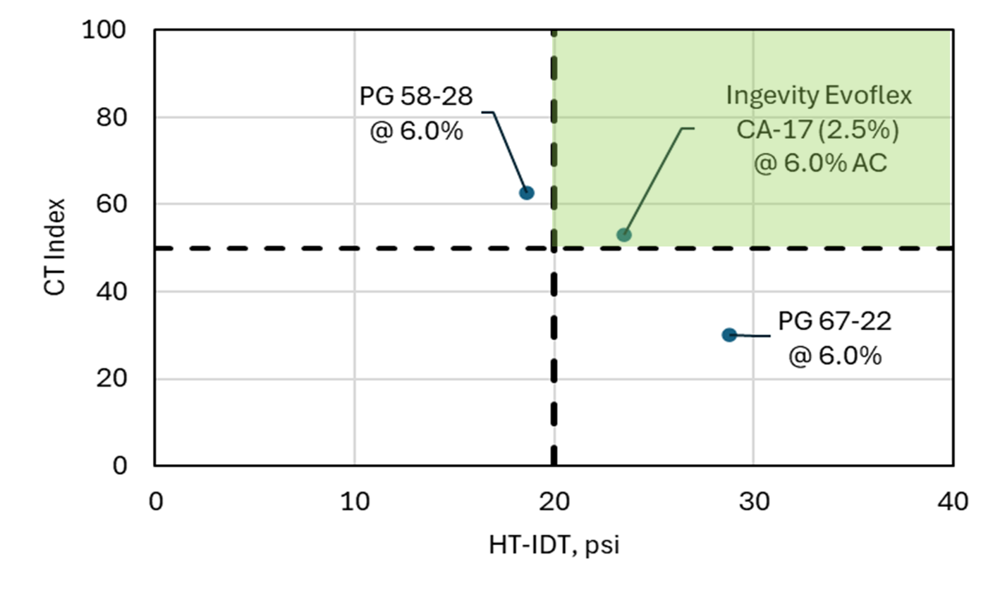 100
80
60
40
20
0
CT Index
PG 58-28
@ 6.0%
Ingevity Evoflex
CA-17 (2.5%)
@ 6.0% AC
PG 67-22
@ 6.0%
0 10 20 30 40
HT-IDT, psi